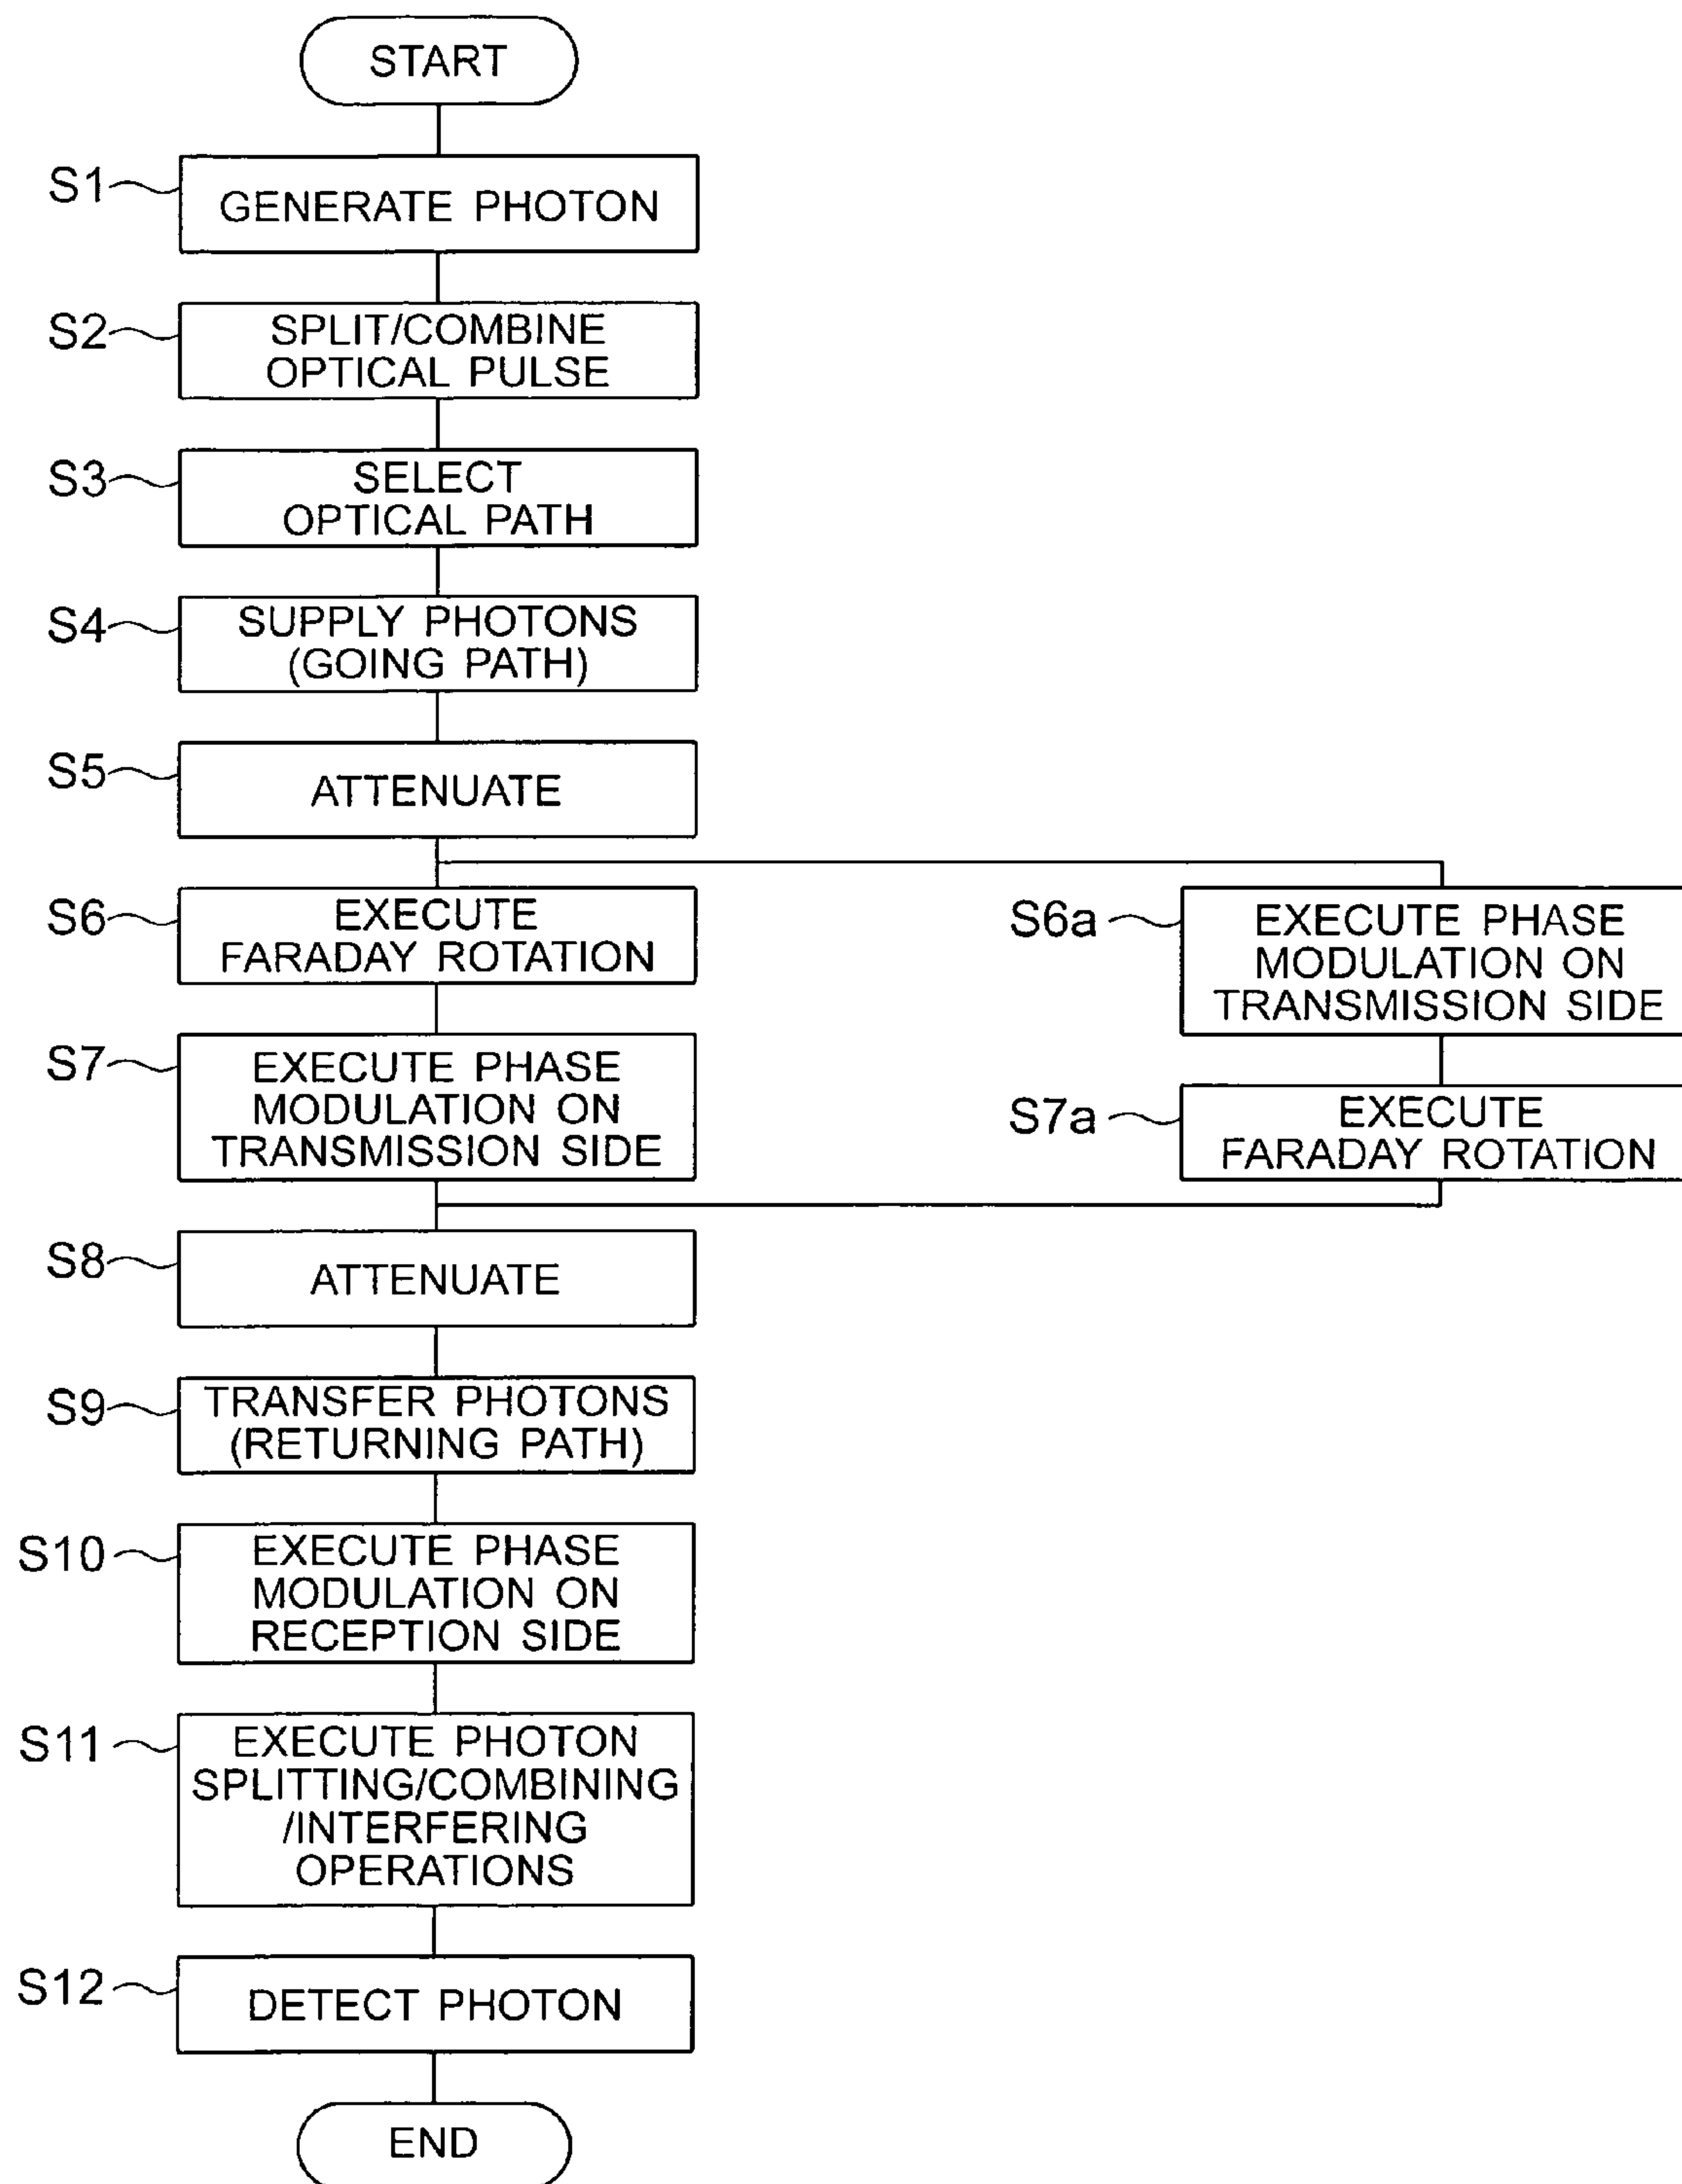 START
S1
GENERATE PHOTON
S2
SPLIT/COMBINE
OPTICAL PULSE
S3
SELECT
OPTICAL PATH
S4
SUPPLY PHOTONS
(GOING PATH)
S5
ATTENUATE
S6
EXECUTE
FARADAY ROTATION
S7
EXECUTE PHASE
MODULATION ON
TRANSMISSION SIDE
S6a
EXECUTE PHASE
MODULATION ON
TRANSMISSION SIDE
S7a
EXECUTE
FARADAY ROTATION
S8
ATTENUATE
S9
TRANSFER PHOTONS
(RETURNING PATH)
S10
EXECUTE PHASE
MODULATION ON
RECEPTION SIDE
S11
EXECUTE PHOTON
SPLITTING/COMBINING
/INTERFERING
OPERATIONS
S12
DETECT PHOTON
END